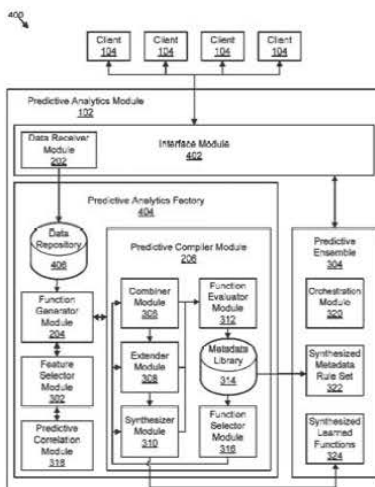 400
Client
104
Client
104
Client
104
Client
104
Predictive Analytics Module
102
Data Receiver
Module
202
Interface Module
402
Predictive Analytics Factory
404
Data
Repository
406
Function
Generator
Module
204
Feature
Selector
Module
302
Predictive
Correlation
Module
318
Predictive Compiler Module
206
Combiner
Module
306
Extender
Module
308
Synthesizer
Module
310
Function
Evaluator
Module
312
Metadata
Library
314
Function
Selector
Module
316
Predictive
Ensemble
304
Orchestration
Module
320
Synthesized
Metadata
Rule Set
322
Synthesized
Learned
Functions
324